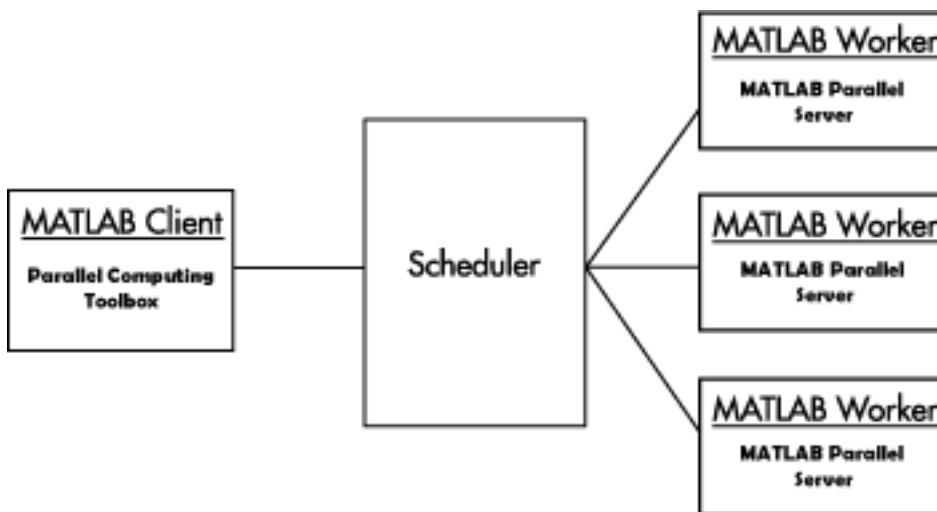 MATLAB Client
Parallel Computing
Toolbox
Scheduler
MATLAB Worker
MATLAB Parallel
Server
MATLAB Worker
MATLAB Parallel
Server
MATLAB Worker
MATLAB Parallel
Server